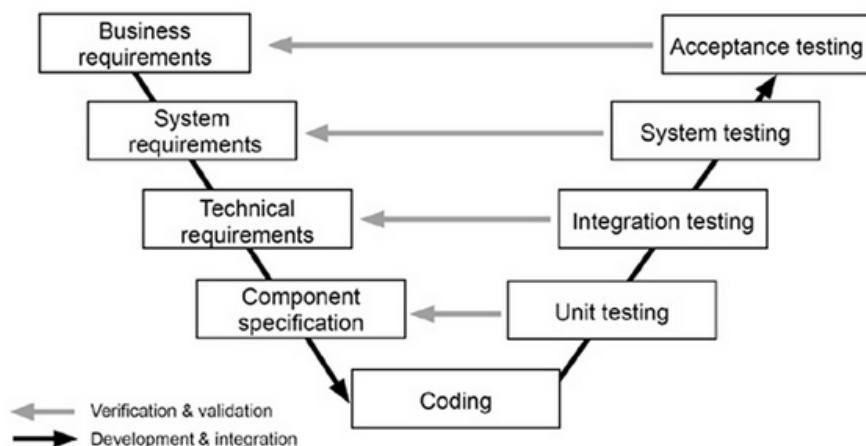 Business
requirements
Acceptance testing
System
requirements
System testing
Technical
requirements
Integration testing
Component
specification
Unit testing
Coding
Verification & validation
Development & integration